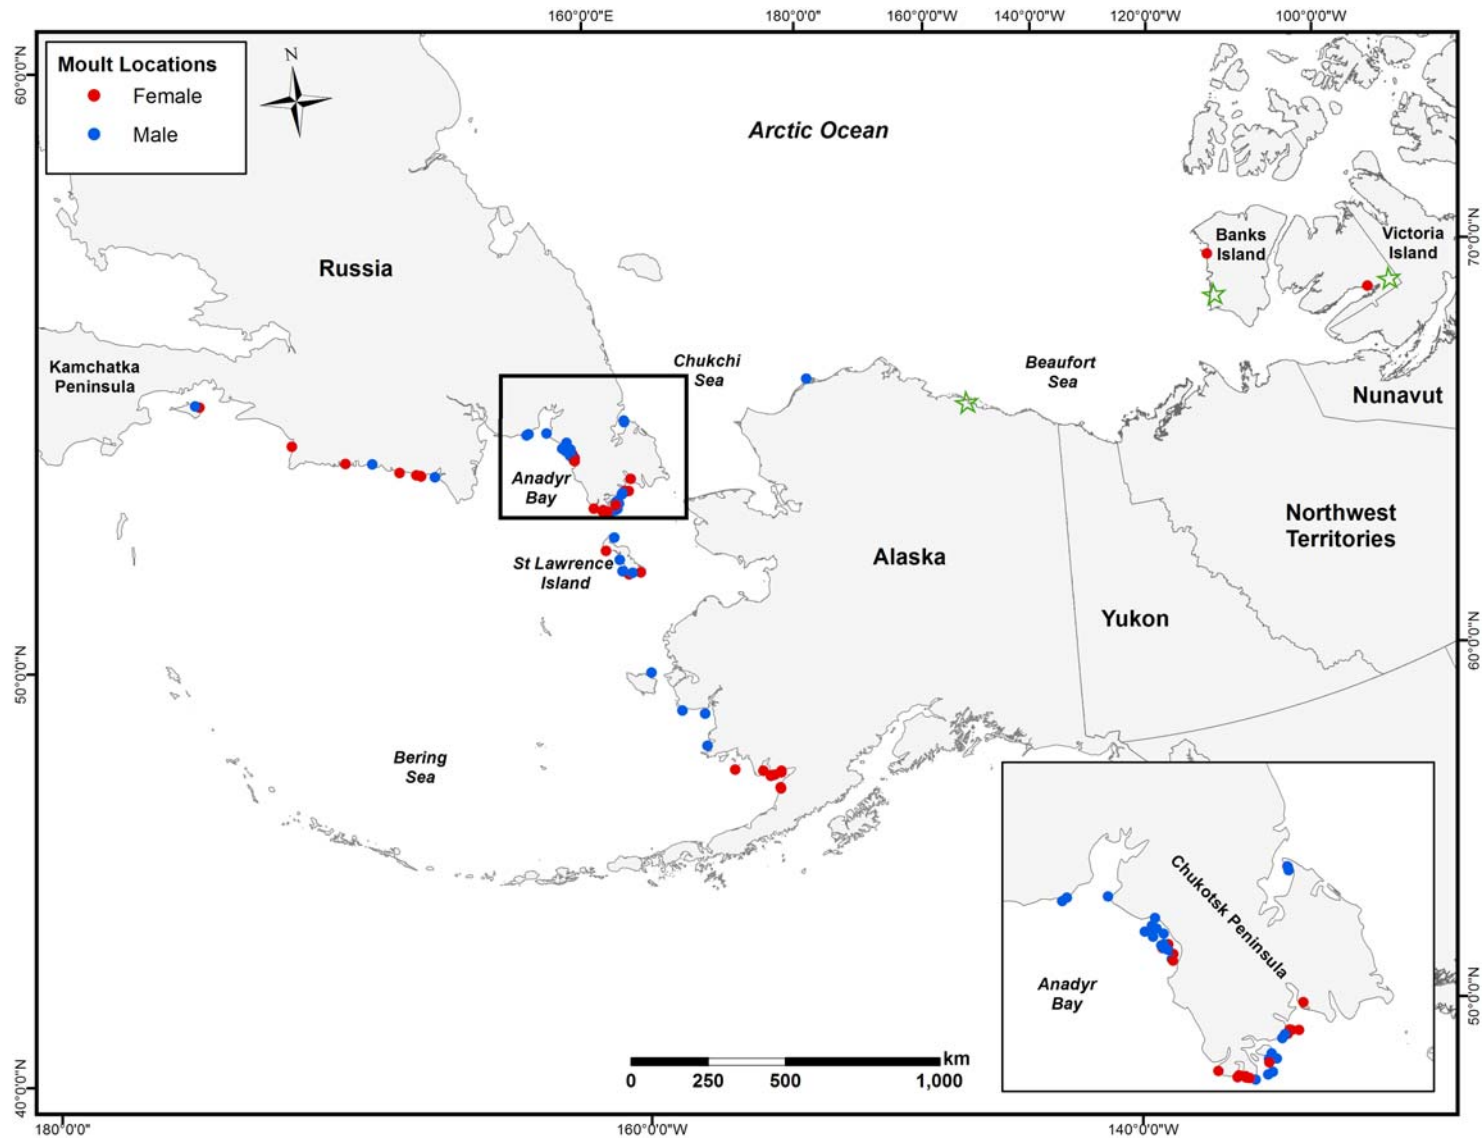 160°0'0"E
180°0'0"
160°0'0"W
140°0'0"W
120°0'0"W
100°0'0"W
60°0'0"N
Moult Locations
Female
Male
N
Arctic Ocean
Banks
Island
Victoria
Island
70°0'0"N
Russia
Kamchatka
Peninsula
Chukchi
Sea
Beaufort
Sea
Nunavut
Anadyr
Bay
Northwest
Territories
St Lawrence
Island
Alaska
Yukon
60°0'0"N
50°0'0"N
Bering
Sea
Chukotsk Peninsula
Anadyr
Bay
50°0'0"N
km
0
250
500
1,000
40°0'0"N
180°0'0"
160°0'0"W
140°0'0"W